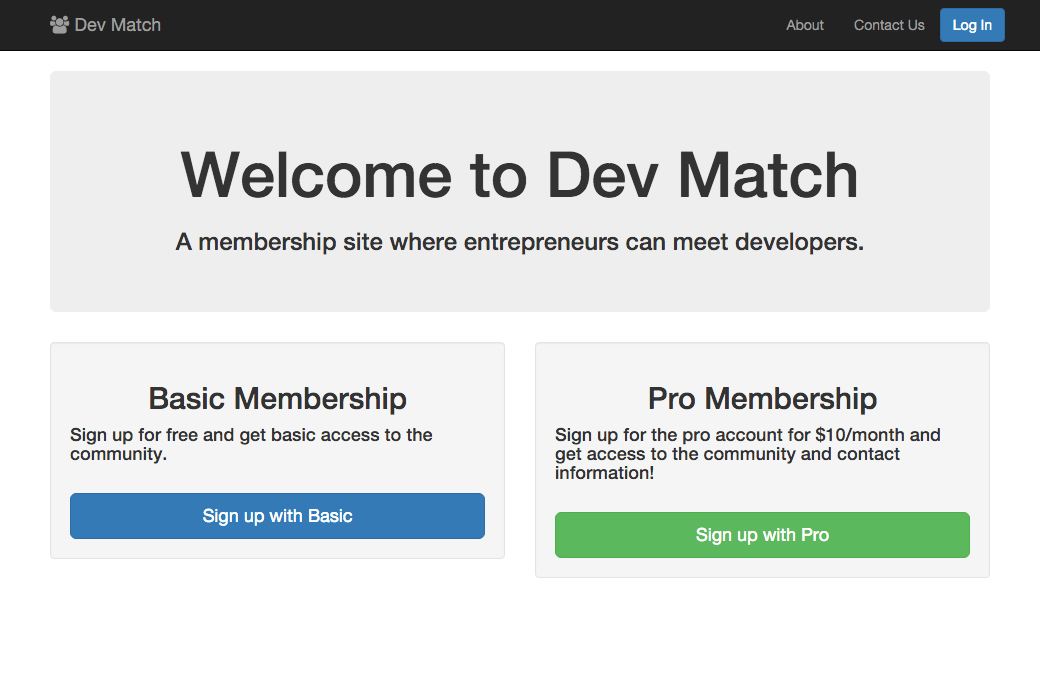 Dev Match
About
Contact Us
Log In
Welcome to Dev Match
A membership site where entrepreneurs can meet developers.
Basic Membership
Sign up for free and get basic access to the
community.
Sign up with Basic
Pro Membership
Sign up for the pro account for $10/month and
get access to the community and contact
information!
Sign up with Pro